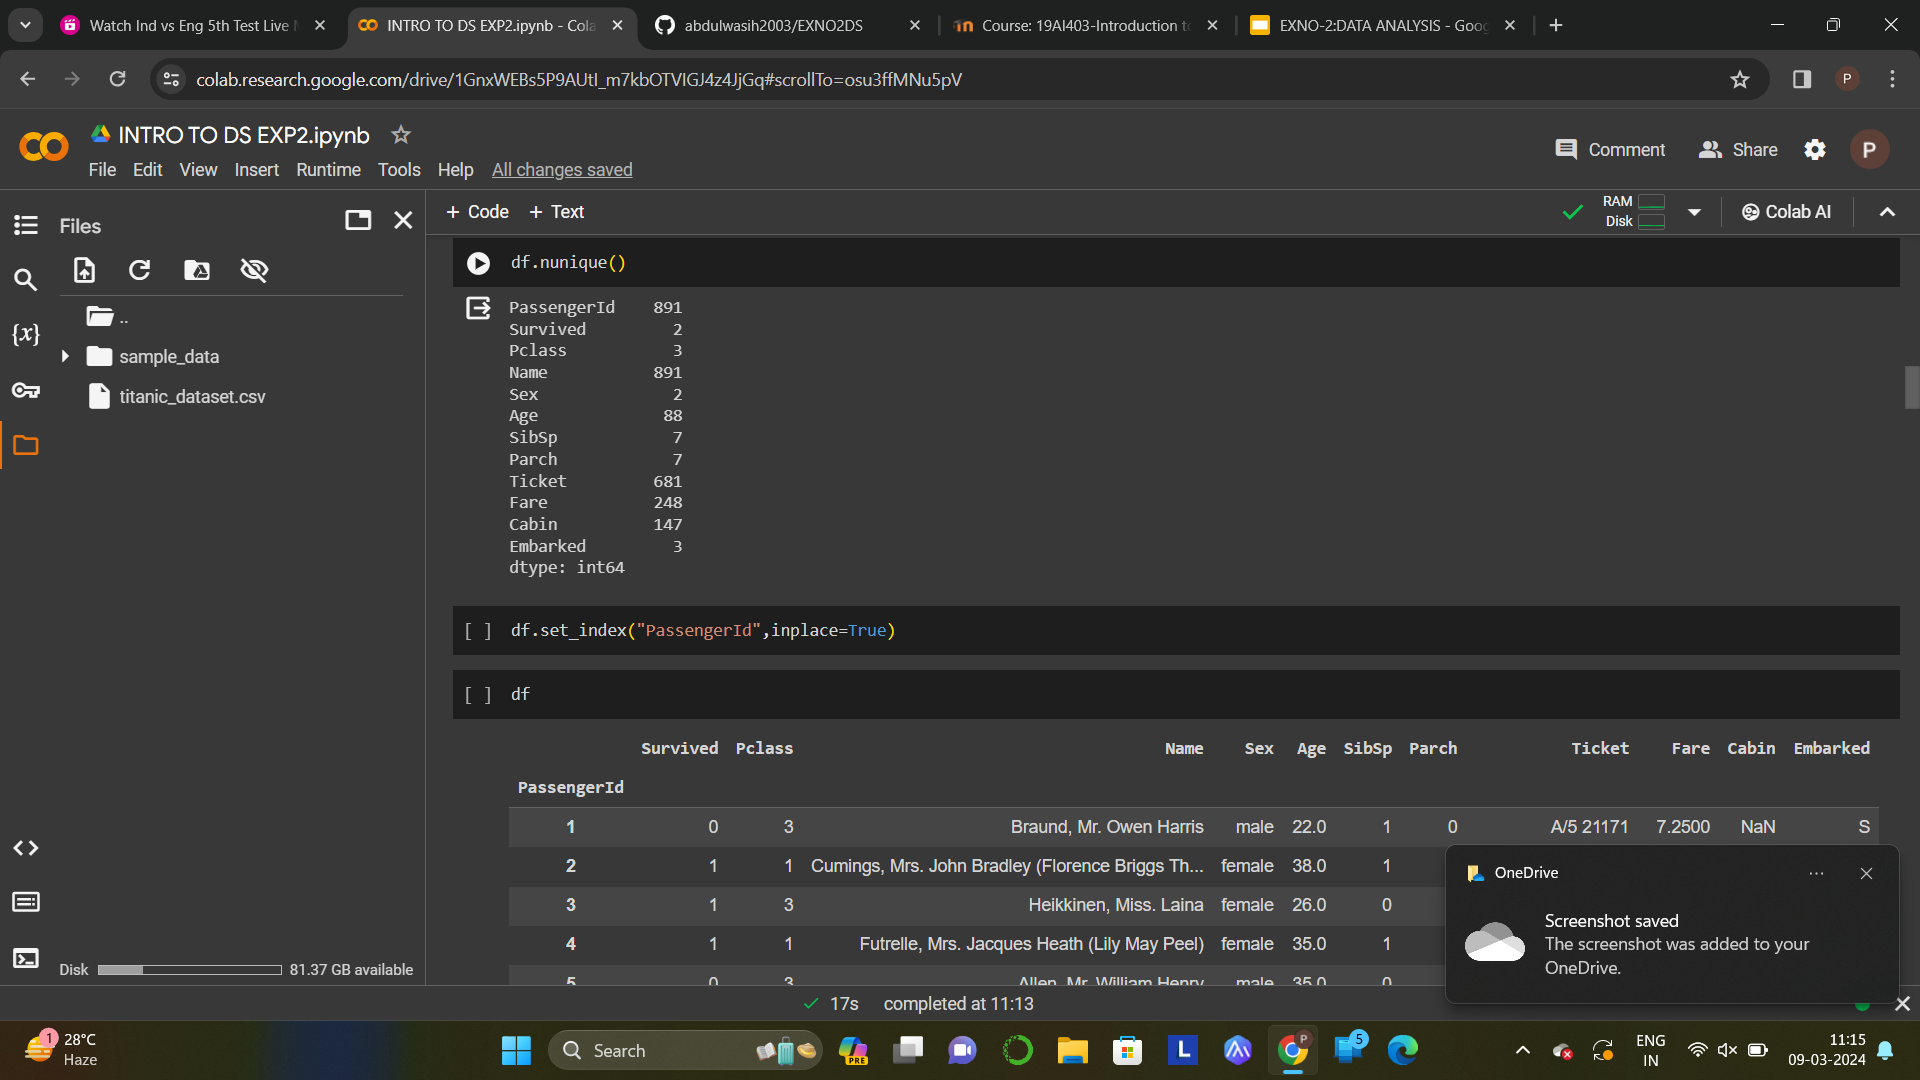 Watch Ind vs Eng 5th Test Live
INTRO TO DS EXP2.ipynb - Cola
abdulwasih2003/EXNO2DS
Course: 19AI403-Introduction to
EXNO-2:DATA ANALYSIS - Goog
colab.research.google.com/drive/1GnxWEBs5P9AUtI_m7kbOTVIGJ4z4JjGq#scrollTo=osu3ffMNu5pV
P
INTRO TO DS EXP2.ipynb
File Edit View Insert Runtime Tools Help All changes saved
Comment
Share
P
Files
+ Code + Text
RAM
Disk
Colab AI
..
sample_data
titanic_dataset.csv
{x}
df.nunique()
PassengerId 891
Survived 2
Pclass 3
Name 891
Sex 2
Age 88
SibSp 7
Parch 7
Ticket 681
Fare 248
Cabin 147
Embarked 3
dtype: int64
[ ] df.set_index("PassengerId",inplace=True)
[ ] df
Survived Pclass Name Sex Age SibSp Parch Ticket Fare Cabin Embarked
PassengerId
1 0 3 Braund, Mr. Owen Harris male 22.0 1 0 A/5 21171 7.2500 NaN S
2 1 1 Cumings, Mrs. John Bradley (Florence Briggs Th... female 38.0 1
3 1 3 Heikkinen, Miss. Laina female 26.0 0
4 1 1 Futrelle, Mrs. Jacques Heath (Lily May Peel) female 35.0 1
5 0 3 Allen, Mr. William Henry male 35.0 0
OneDrive
Screenshot saved
The screenshot was added to your
OneDrive.
Disk 81.37 GB available
17s completed at 11:13
1
28°C
Haze
Search
PRE
L
P
5
ENG
IN
11:15
09-03-2024